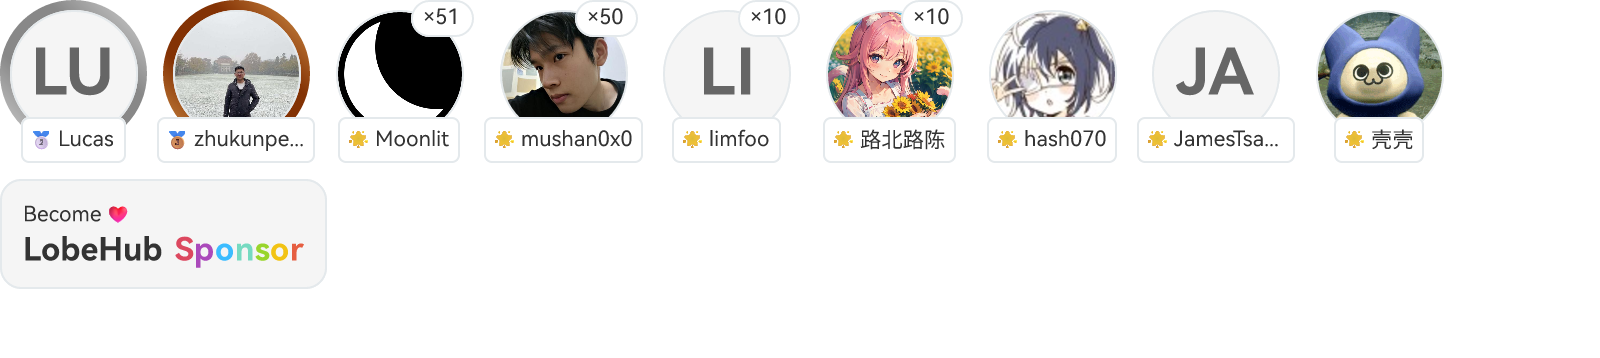 LU
×51
×50
LI
×10
×10
JA
Lucas
zhukunpe...
Moonlit
mushan0x0
limfoo
路北路陈
hash070
JamesTsa...
壳壳
Become
LobeHub Sponsor